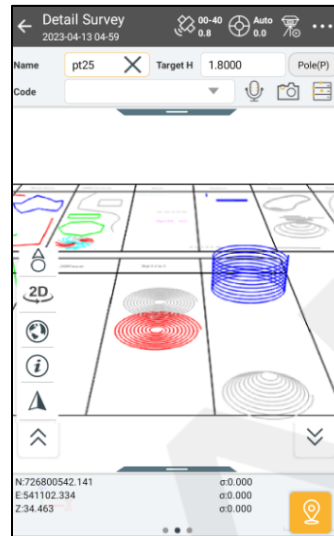 Detail Survey
2023-04-13 04-59
00-40
0.8
Auto
0.0
Name pt25 Target H 1.8000 Pole(P)
Code
2D
N:726800542.141 σ:0.000
E:541102.334 σ:0.000
Z:34.463 σ:0.000